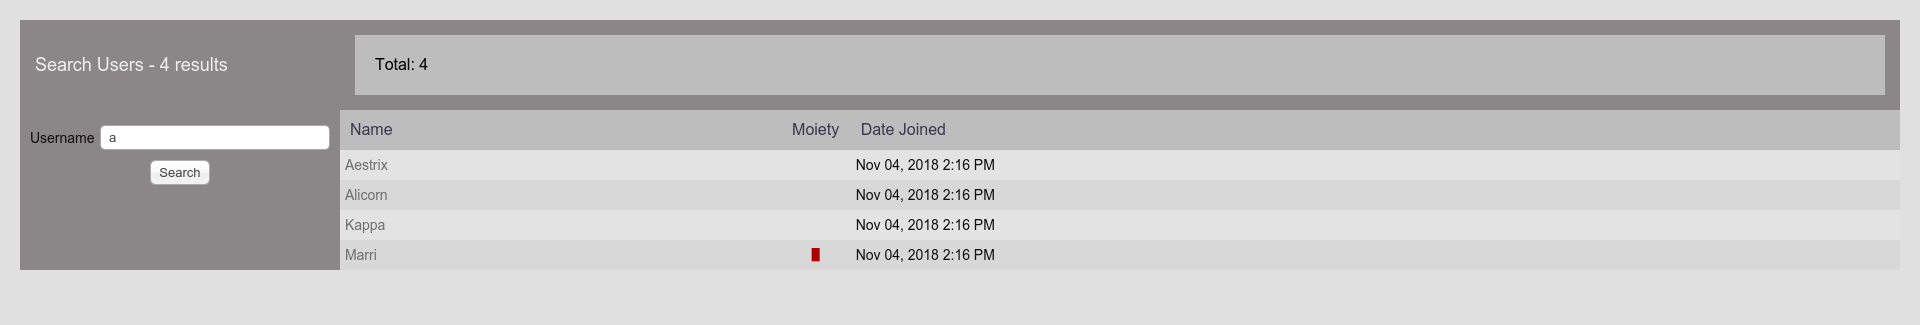 Search Users - 4 results
Total: 4
Username a
Search
Name Moiety Date Joined
Aestrix Nov 04, 2018 2:16 PM
Alicorn Nov 04, 2018 2:16 PM
Kappa Nov 04, 2018 2:16 PM
Marri Nov 04, 2018 2:16 PM